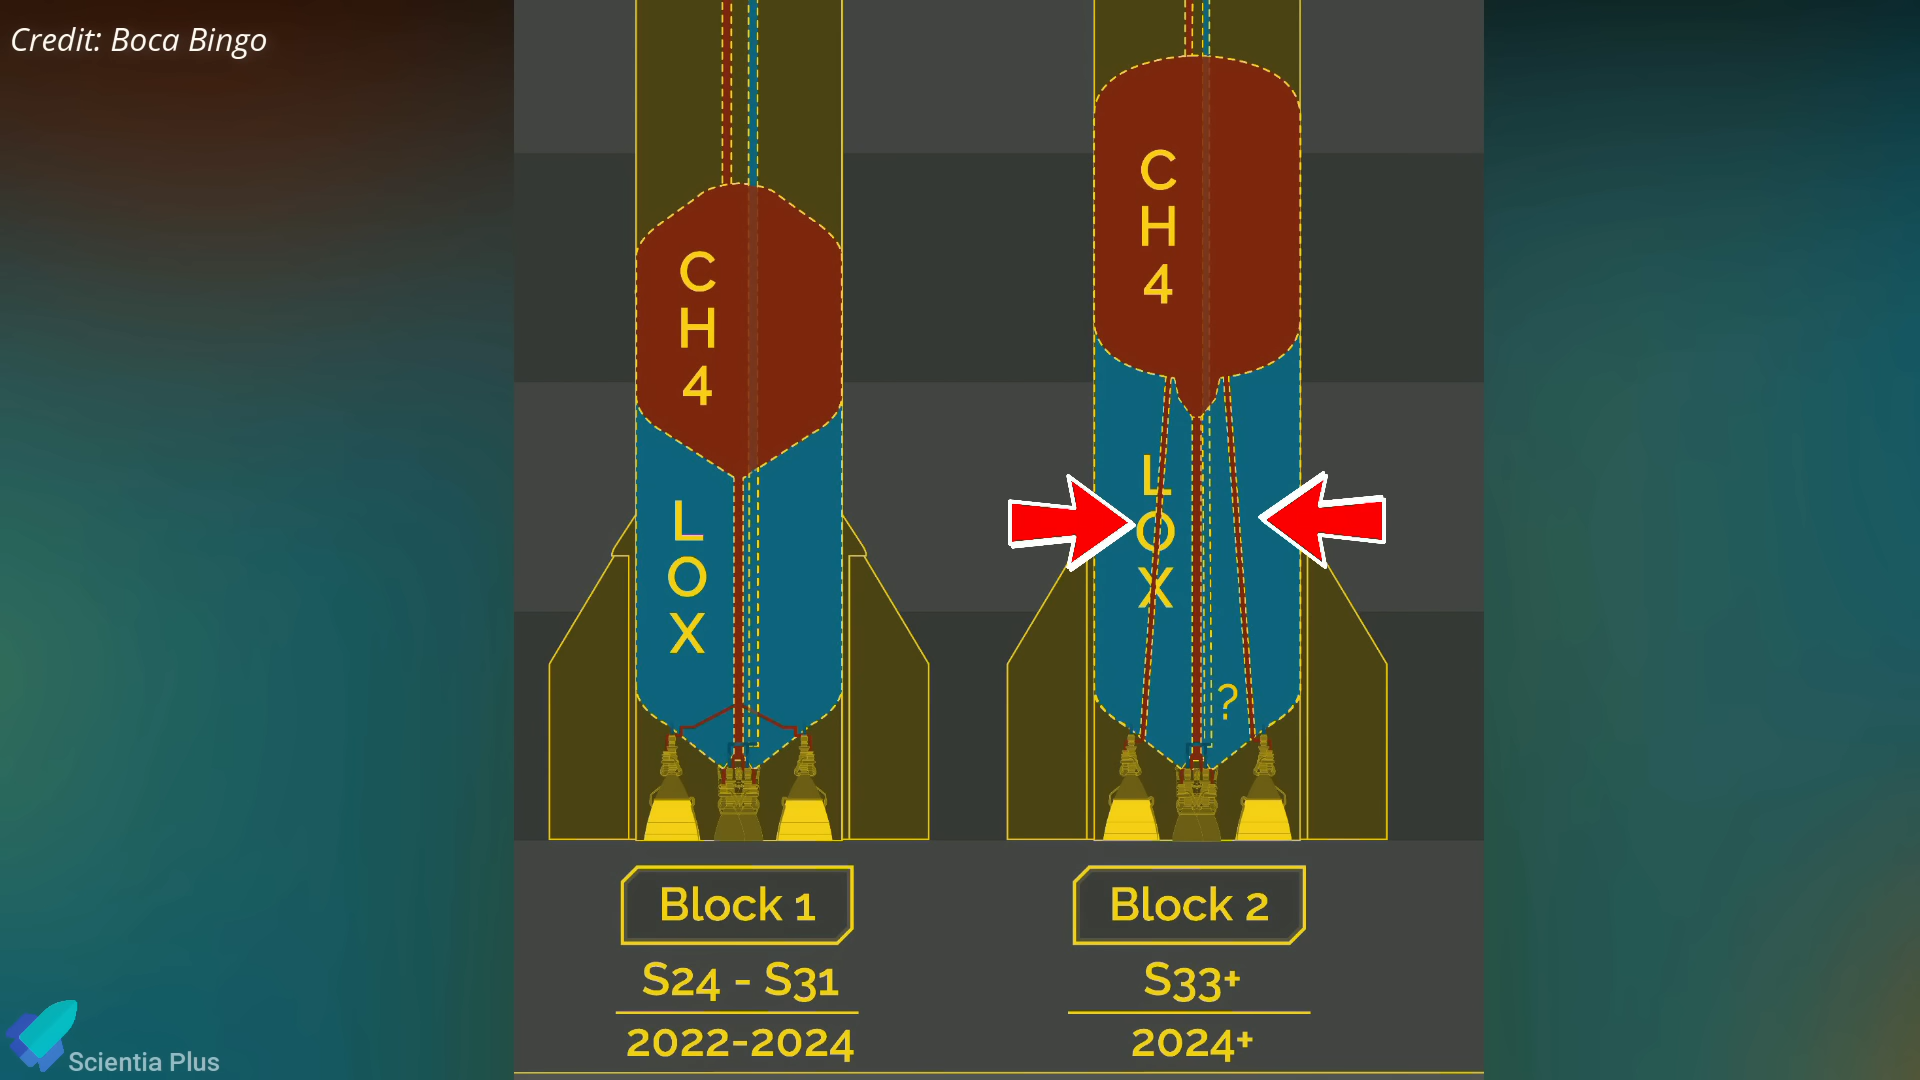 Credit: Boca Bingo
C
H
4
L
O
X
C
H
4
L
O
X
?
Block 1
S24 - S31
2022-2024
Block 2
S33+
2024+
Scientia Plus